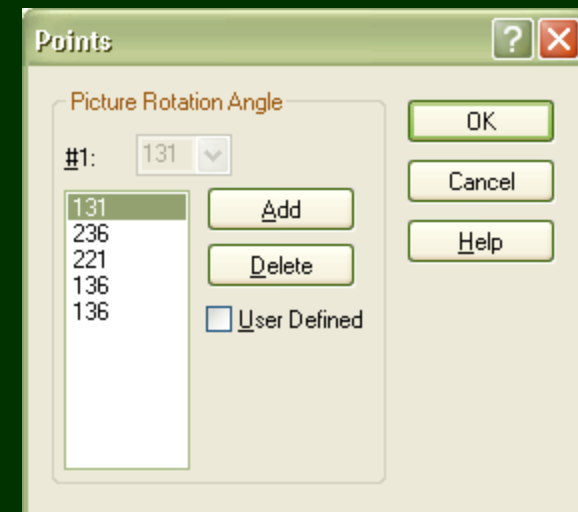 Points
Picture Rotation Angle
#1: 131
131
236
221
136
136
Add
Delete
User Defined
OK
Cancel
Help